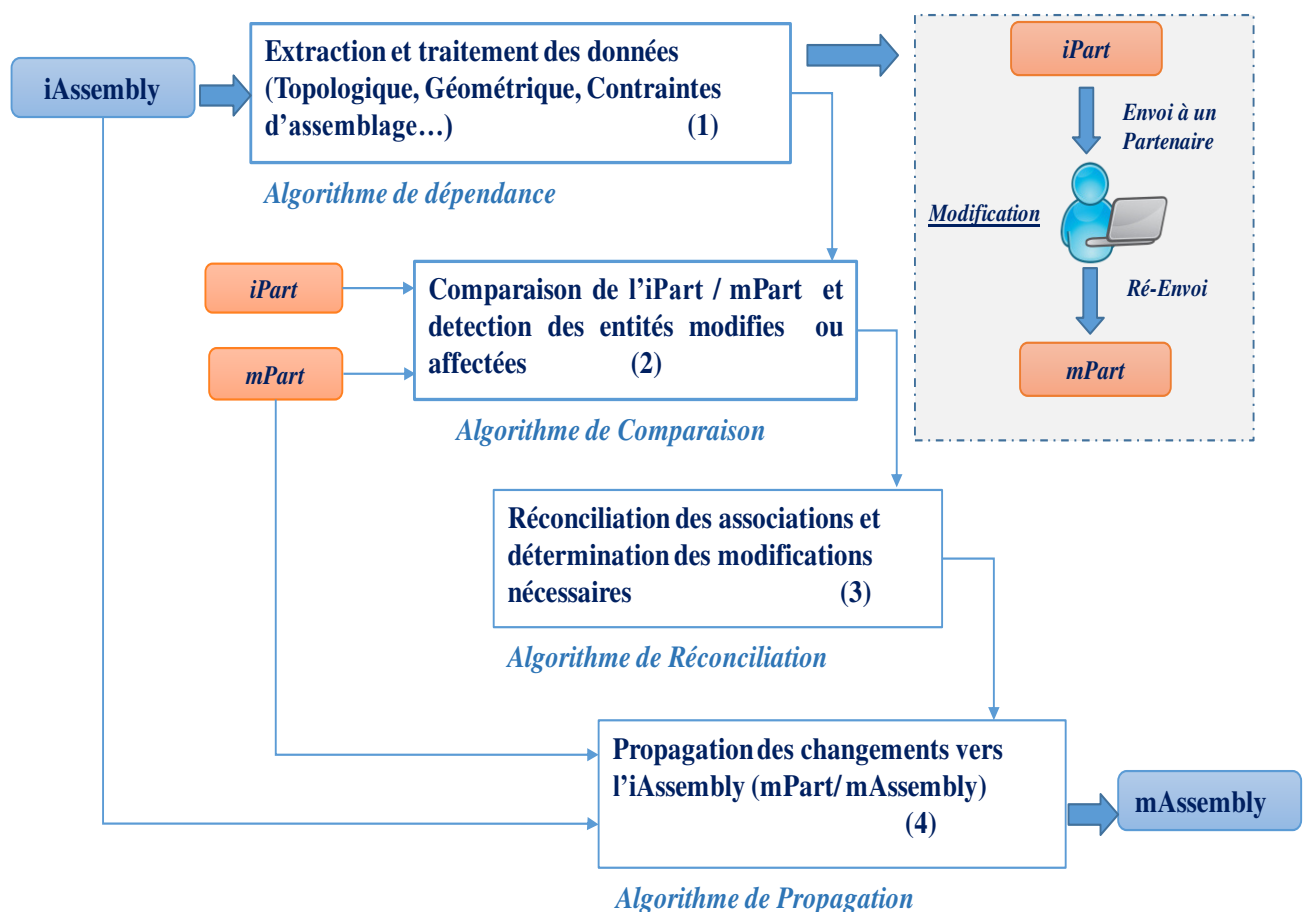 iAssembly
Extraction et traitement des données
(Topologique, Géométrique, Contraintes
d’assemblage…) (1)
Algorithme de dépendance
iPart
Envoi à un
Partenaire
Modification
Ré-Envoi
mPart
iPart
mPart
Comparaison de l’iPart / mPart et
detection des entités modifies ou
affectées (2)
Algorithme de Comparaison
Réconciliation des associations et
détermination des modifications
nécessaires (3)
Algorithme de Réconciliation
Propagation des changements vers
l’iAssembly (mPart/ mAssembly)
(4)
mAssembly
Algorithme de Propagation